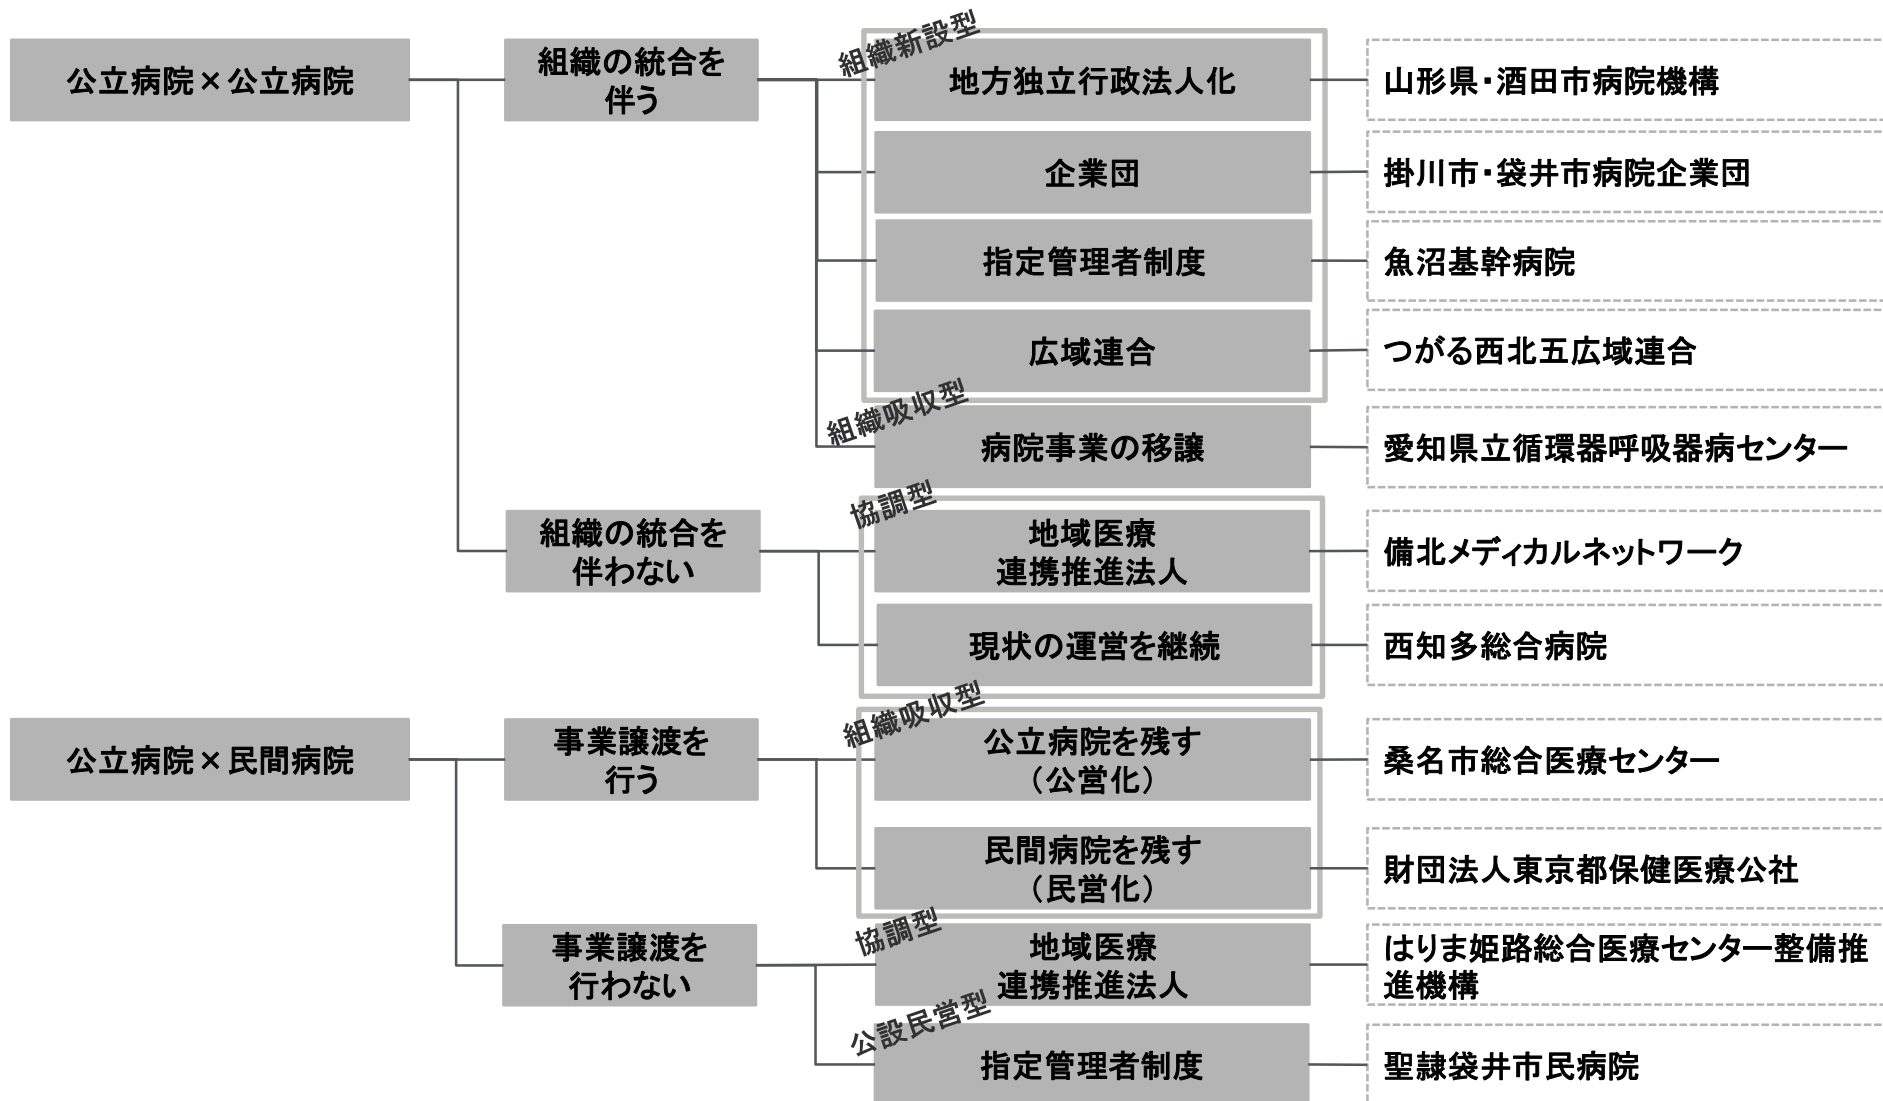 組織新設型
公立病院×公立病院
組織の統合を
伴う
地方独立行政法人化
山形県・酒田市病院機構
企業団
掛川市・袋井市病院企業団
指定管理者制度
魚沼基幹病院
広域連合
つがる西北五広域連合
組織吸収型
病院事業の移譲
愛知県立循環器呼吸器病センター
協調型
組織の統合を
伴わない
地域医療
連携推進法人
備北メディカルネットワーク
現状の運営を継続
西知多総合病院
組織吸収型
公立病院×民間病院
事業譲渡を
行う
公立病院を残す
（公営化）
桑名市総合医療センター
民間病院を残す
（民営化）
財団法人東京都保健医療公社
協調型
事業譲渡を
行わない
地域医療
連携推進法人
はりま姫路総合医療センター整備推
進機構
公設民営型
指定管理者制度
聖隷袋井市民病院